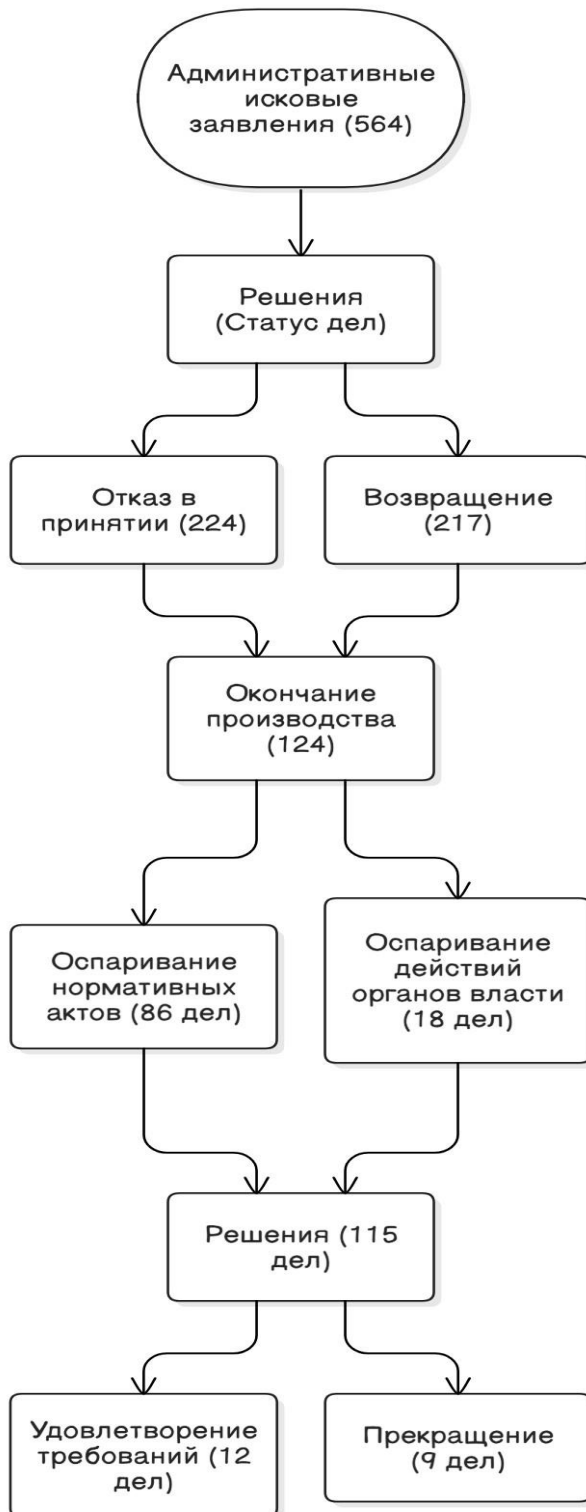 Административные
исковые
заявления (564)
Решения
(Статус дел)
Отказ в
принятии (224)
Возвращение
(217)
Окончание
производства
(124)
Оспаривание
нормативных
актов (86 дел)
Оспаривание
действий
органов власти
(18 дел)
Решения (115
дел)
Удовлетворение
требований (12
дел)
Прекращение
(9 дел)